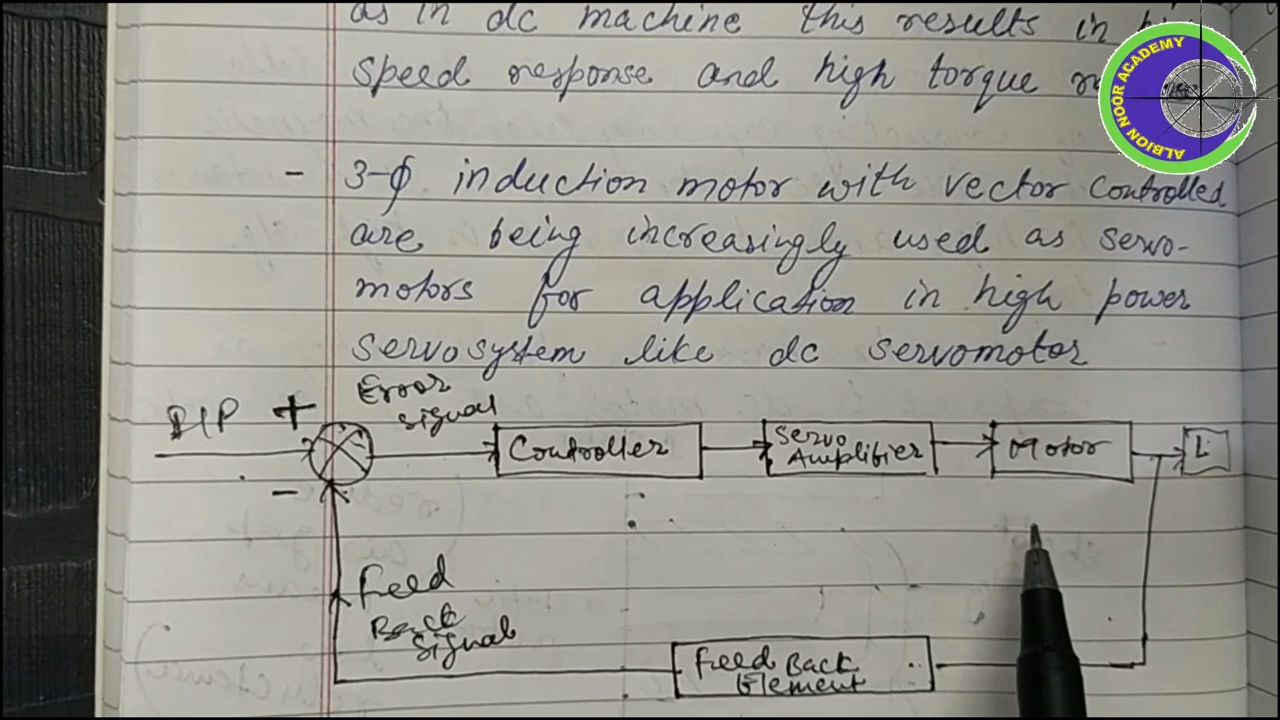 as in dc machine this results in
speed response and high torque
- 3-ϕ induction motor with vector controlled
are being increasingly used as servo-
motors for application in high power
servosystem like dc servomotor
I/P + Error
signal
Controller
Servo
Amplifier
Motor
L
-
Feed
Back
Signal
Feed Back
Element
ALBION NOOR ACADEMY